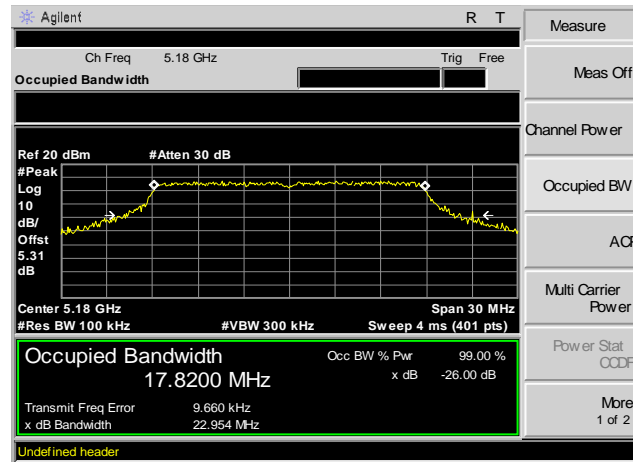 Agilent R T
Ch Freq 5.18 GHz Trig Free
Occupied Bandwidth
Ref 20 dBm #Atten 30 dB
#Peak
Log
10
dB/
Offst
5.31
dB
Center 5.18 GHz Span 30 MHz
#Res BW 100 kHz #VBW 300 kHz Sweep 4 ms (401 pts)
Occupied Bandwidth Occ BW % Pwr 99.00 %
17.8200 MHz x dB -26.00 dB
Transmit Freq Error 9.660 kHz
x dB Bandwidth 22.954 MHz
Undefined header
Measure
Meas Off
Channel Power
Occupied BW
ACP
Multi Carrier
Power
Power Stat
CCDF
More
1 of 2